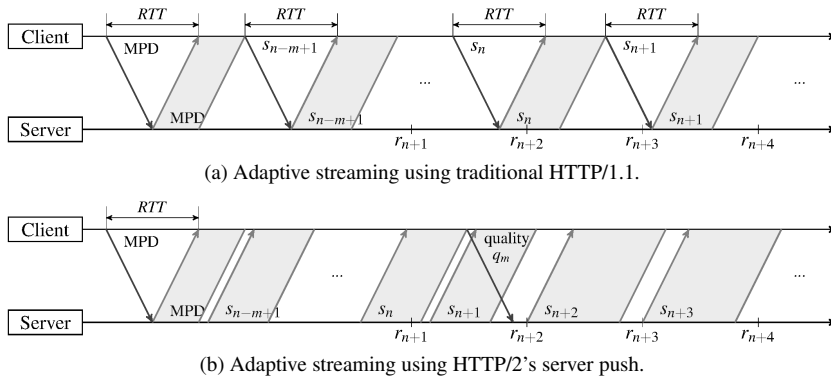 RTT RTT RTT RTT
Client MPD s_{n−m+1} s_n s_{n+1}
... ...
Server MPD s_{n−m+1} s_n s_{n+1}
r_{n+1} r_{n+2} r_{n+3} r_{n+4}
(a) Adaptive streaming using traditional HTTP/1.1.
RTT
Client MPD quality
q_m
... ...
Server MPD s_{n−m+1} s_n s_{n+1} s_{n+2} s_{n+3}
r_{n+1} r_{n+2} r_{n+3} r_{n+4}
(b) Adaptive streaming using HTTP/2's server push.